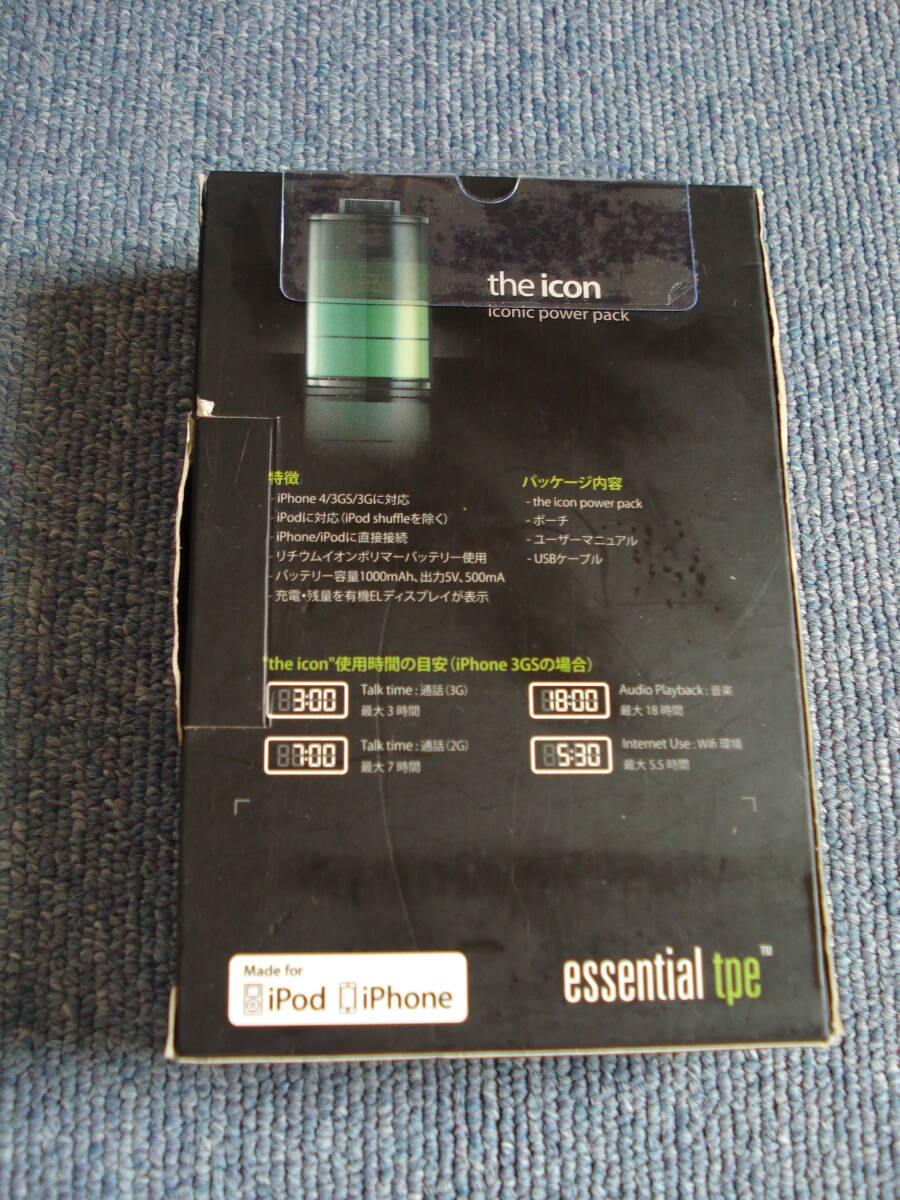 the icon
iconic power pack
特徴
- iPhone 4/3GS/3Gに対応
- iPodに対応(iPod shuffleを除く)
- iPhone/iPodに直接接続
- リチウムイオンポリマーバッテリー使用
- バッテリー容量1000mAh、出力5V、500mA
- 充電・残量を有機ELディスプレイが表示
パッケージ内容
- the icon power pack
- ポーチ
- ユーザーマニュアル
- USBケーブル
"the icon"使用時間の目安(iPhone 3GSの場合)
3:00
Talk time : 通話(3G)
最大 3 時間
18:00
Audio Playback : 音楽
最大 18 時間
7:00
Talk time : 通話(2G)
最大 7 時間
5:30
Internet Use : Wifi 環境
最大 5.5 時間
Made for
iPod iPhone
essential tpe™